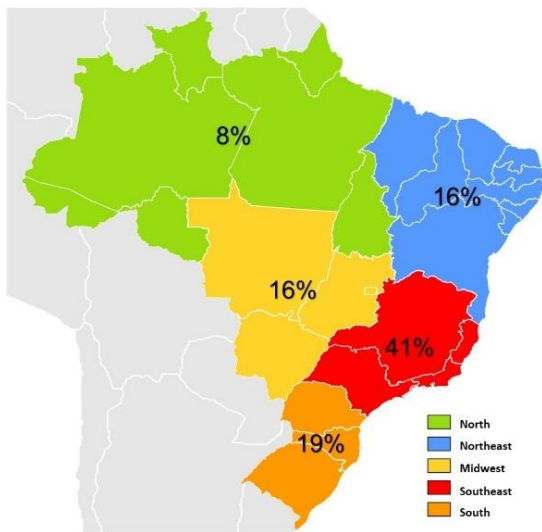 8%
16%
16%
41%
19%
North
Northeast
Midwest
Southeast
South